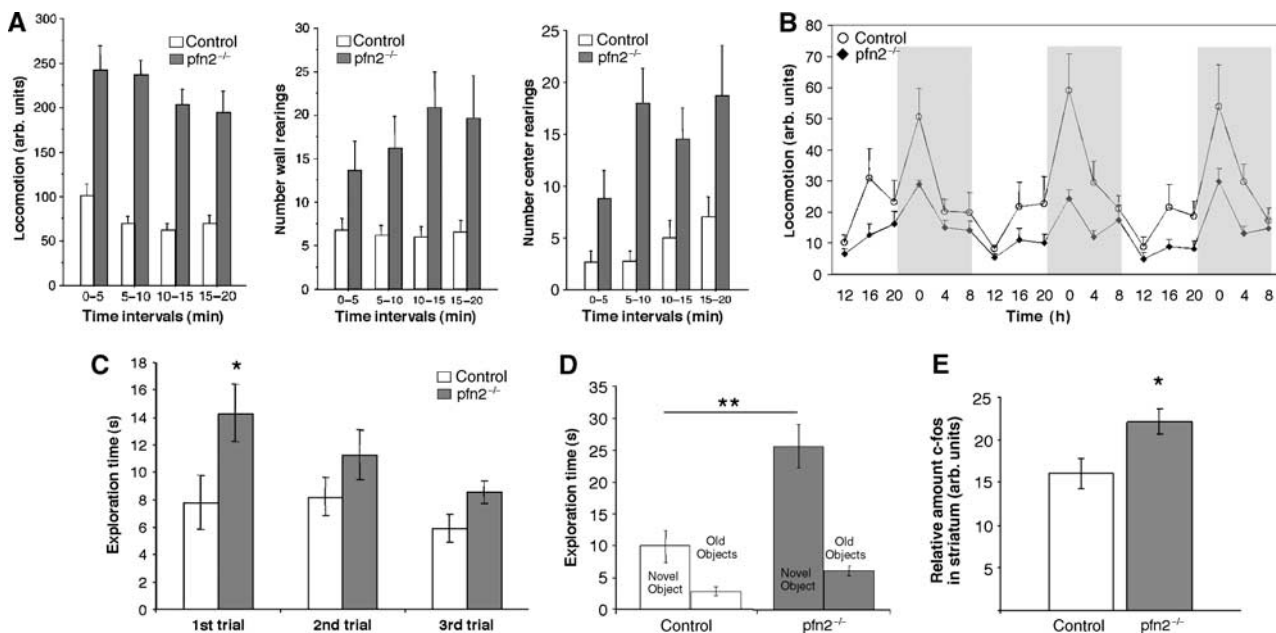 A
300
250
200
150
100
50
0
Locomotion (arb. units)
Control
pfn2⁻/⁻
0–5 5–10 10–15 15–20
Time intervals (min)
30
25
20
15
10
5
0
Number wall rearings
Control
pfn2⁻/⁻
0–5 5–10 10–15 15–20
Time intervals (min)
25
20
15
10
5
0
Number center rearings
Control
pfn2⁻/⁻
0–5 5–10 10–15 15–20
Time intervals (min)
B
80
70
60
50
40
30
20
10
0
Locomotion (arb. units)
Control
pfn2⁻/⁻
12 16 20 0 4 8 12 16 20 0 4 8 12 16 20 0 4 8
Time (h)
C
18
16
14
12
10
8
6
4
2
0
Exploration time (s)
*
Control
pfn2⁻/⁻
1st trial 2nd trial 3rd trial
D
35
30
25
20
15
10
5
0
Exploration time (s)
**
Old
Objects
Novel
Object
Old
Objects
Novel
Object
Control pfn2⁻/⁻
E
25
20
15
10
5
0
Relative amount c-fos
in striatum (arb. units)
*
Control pfn2⁻/⁻